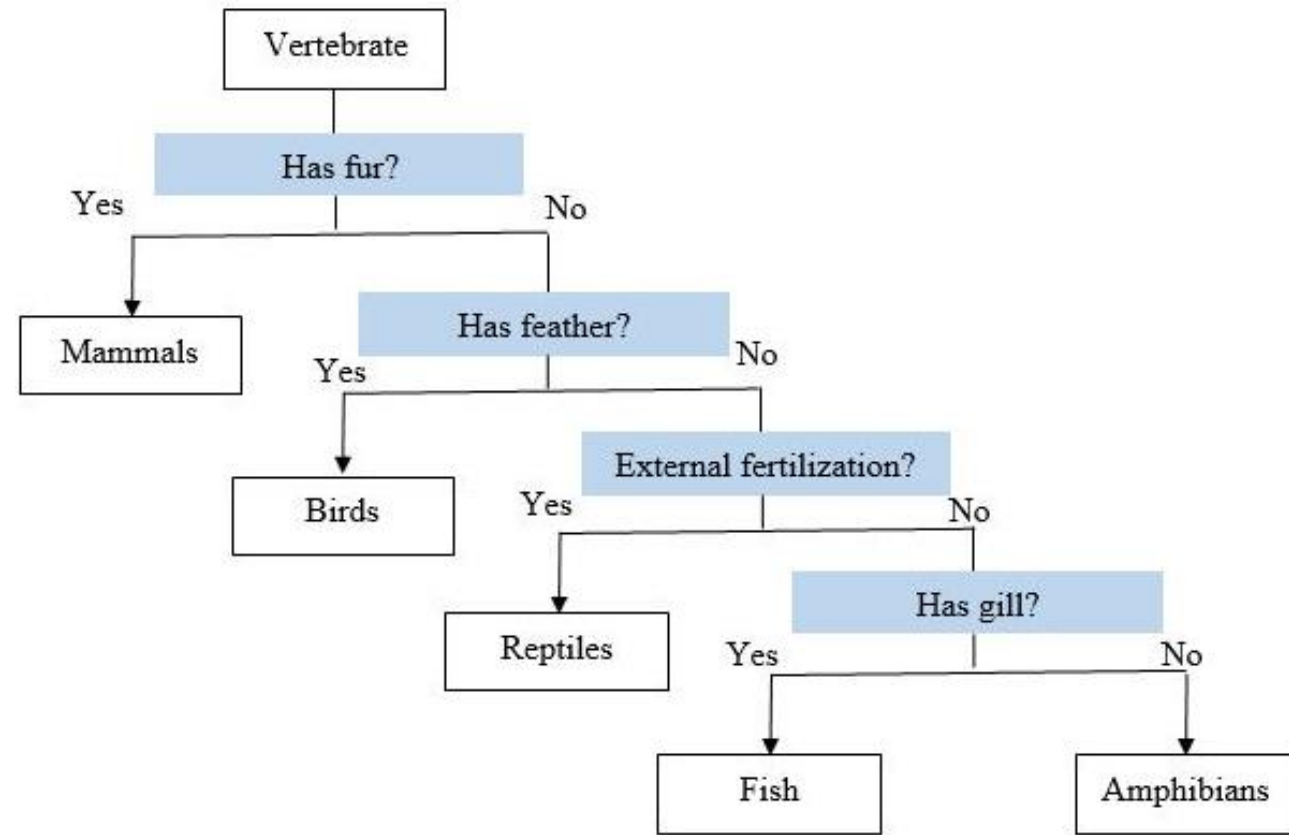 Vertebrate
Has fur?
Yes
No
Mammals
Has feather?
Yes
No
Birds
External fertilization?
Yes
No
Reptiles
Has gill?
Yes
No
Fish
Amphibians